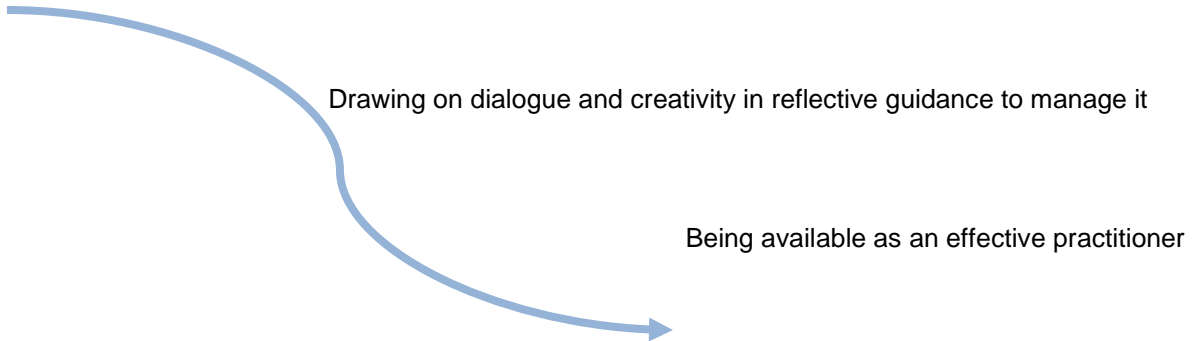 Drawing on dialogue and creativity in reflective guidance to manage it
Being available as an effective practitioner